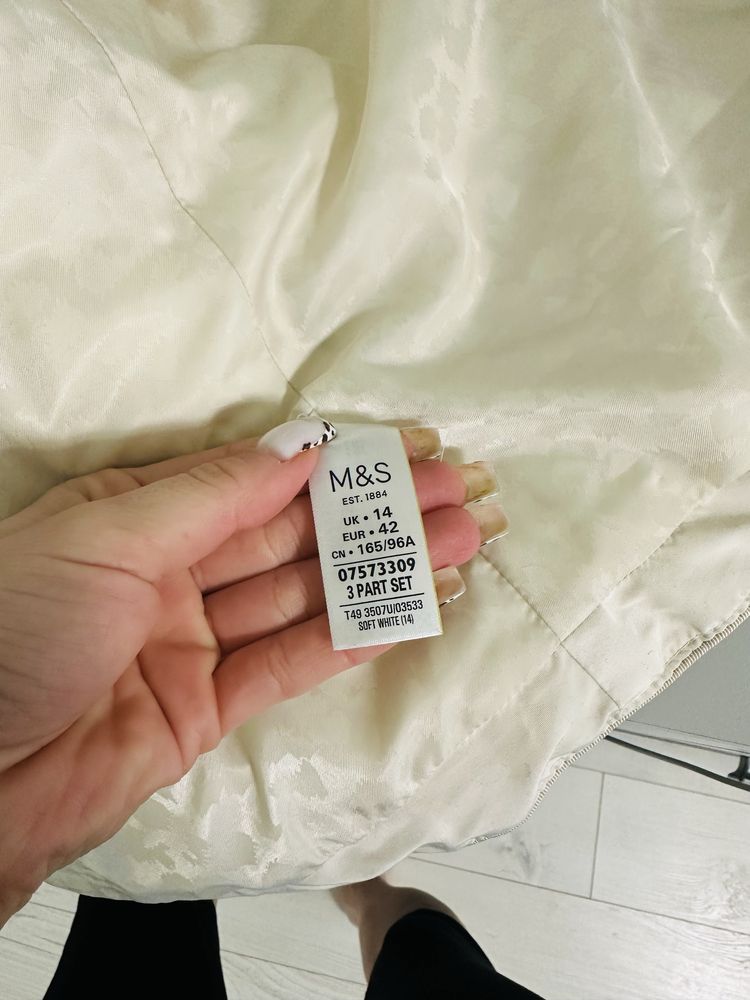 M&S
EST. 1884
UK • 14
EUR • 42
CN • 165/96A
07573309
3 PART SET
T49 3507U/03533
SOFT WHITE (14)